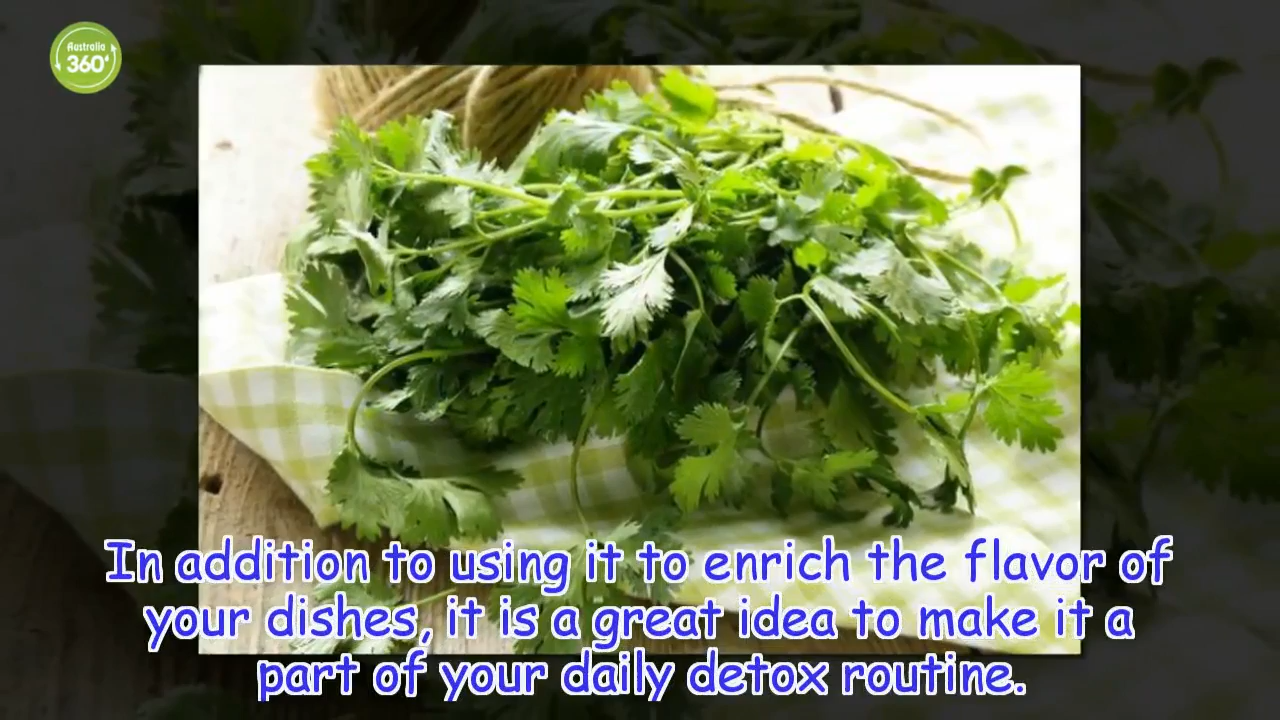 Australia
360°
In addition to using it to enrich the flavor of
your dishes, it is a great idea to make it a
part of your daily detox routine.